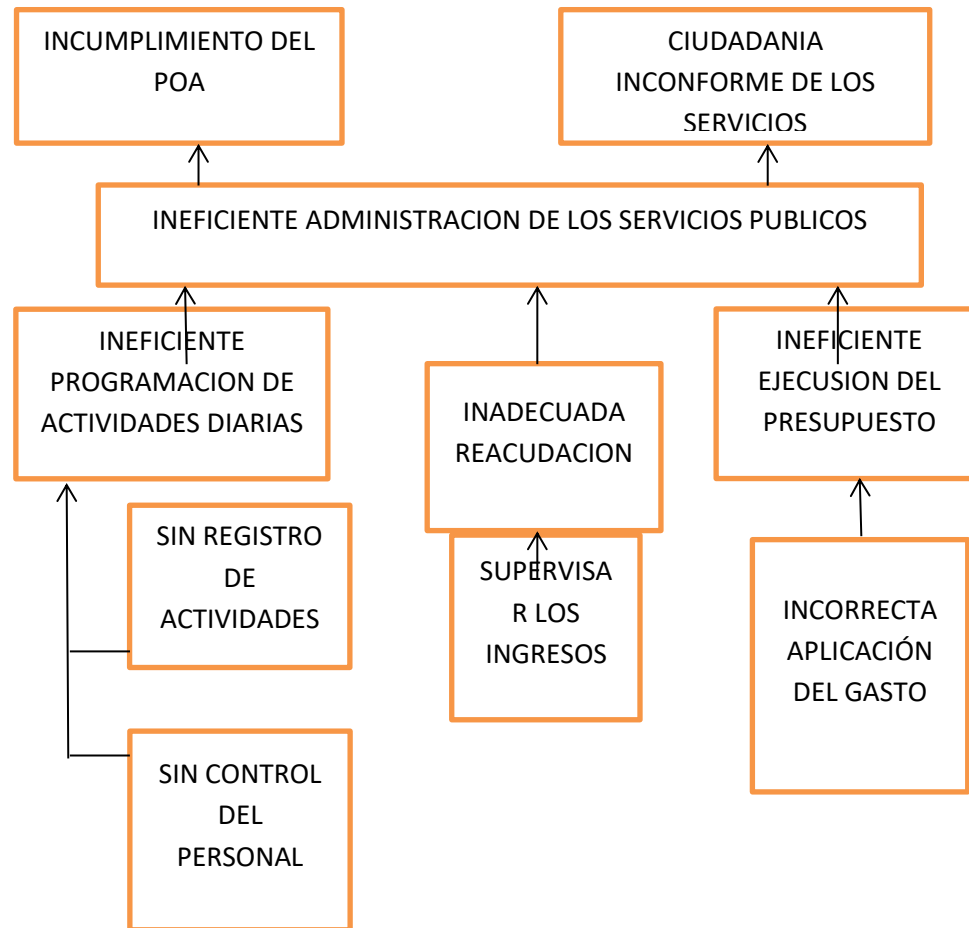 INCUMPLIMIENTO DEL
POA
CIUDADANIA
INCONFORME DE LOS
SERVICIOS
INEFICIENTE ADMINISTRACION DE LOS SERVICIOS PUBLICOS
INEFICIENTE
PROGRAMACION DE
ACTIVIDADES DIARIAS
INADECUADA
REACUDACION
INEFICIENTE
EJECUSION DEL
PRESUPUESTO
SIN REGISTRO
DE
ACTIVIDADES
SUPERVISA
R LOS
INGRESOS
INCORRECTA
APLICACIÓN
DEL GASTO
SIN CONTROL
DEL
PERSONAL